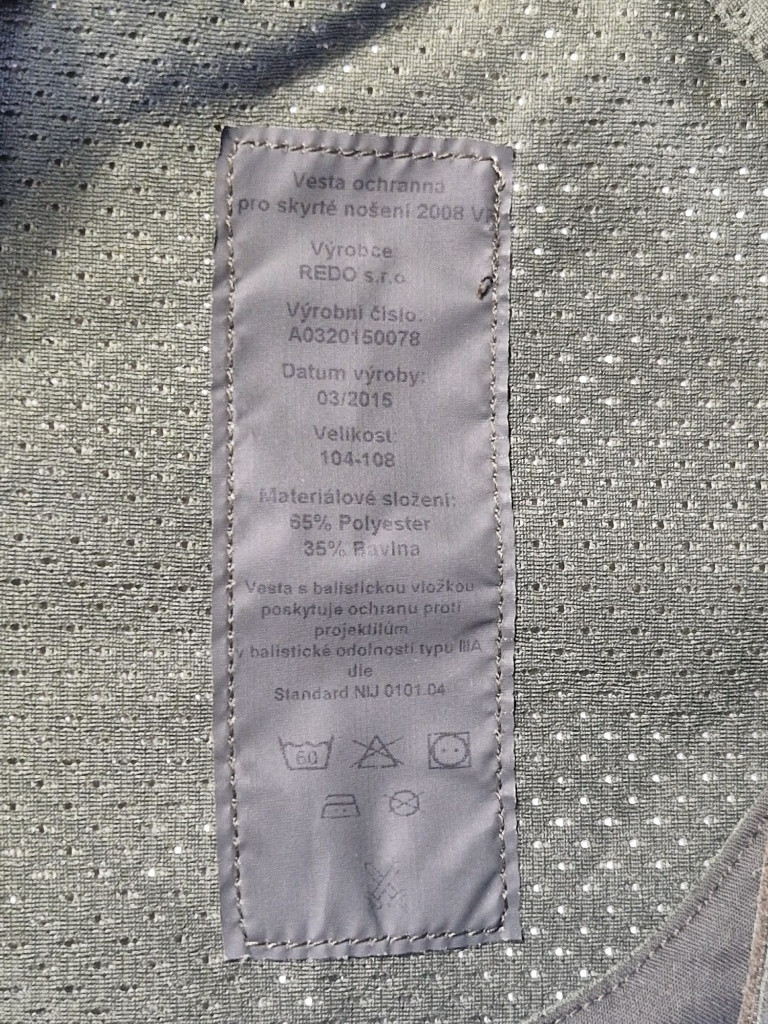 Vesta ochranná
pro skyrté nošení 2008 VP
Výrobce
REDO s.r.o.
Výrobní číslo:
A0320150078
Datum výroby:
03/2015
Velikost:
104-108
Materiálové složení:
65% Polyester
35% Bavlna
Vesta s balistickou vložkou
poskytuje ochranu proti
projektilům
v balistické odolnosti typu IIIA
dle
Standard NIJ 0101.04
60